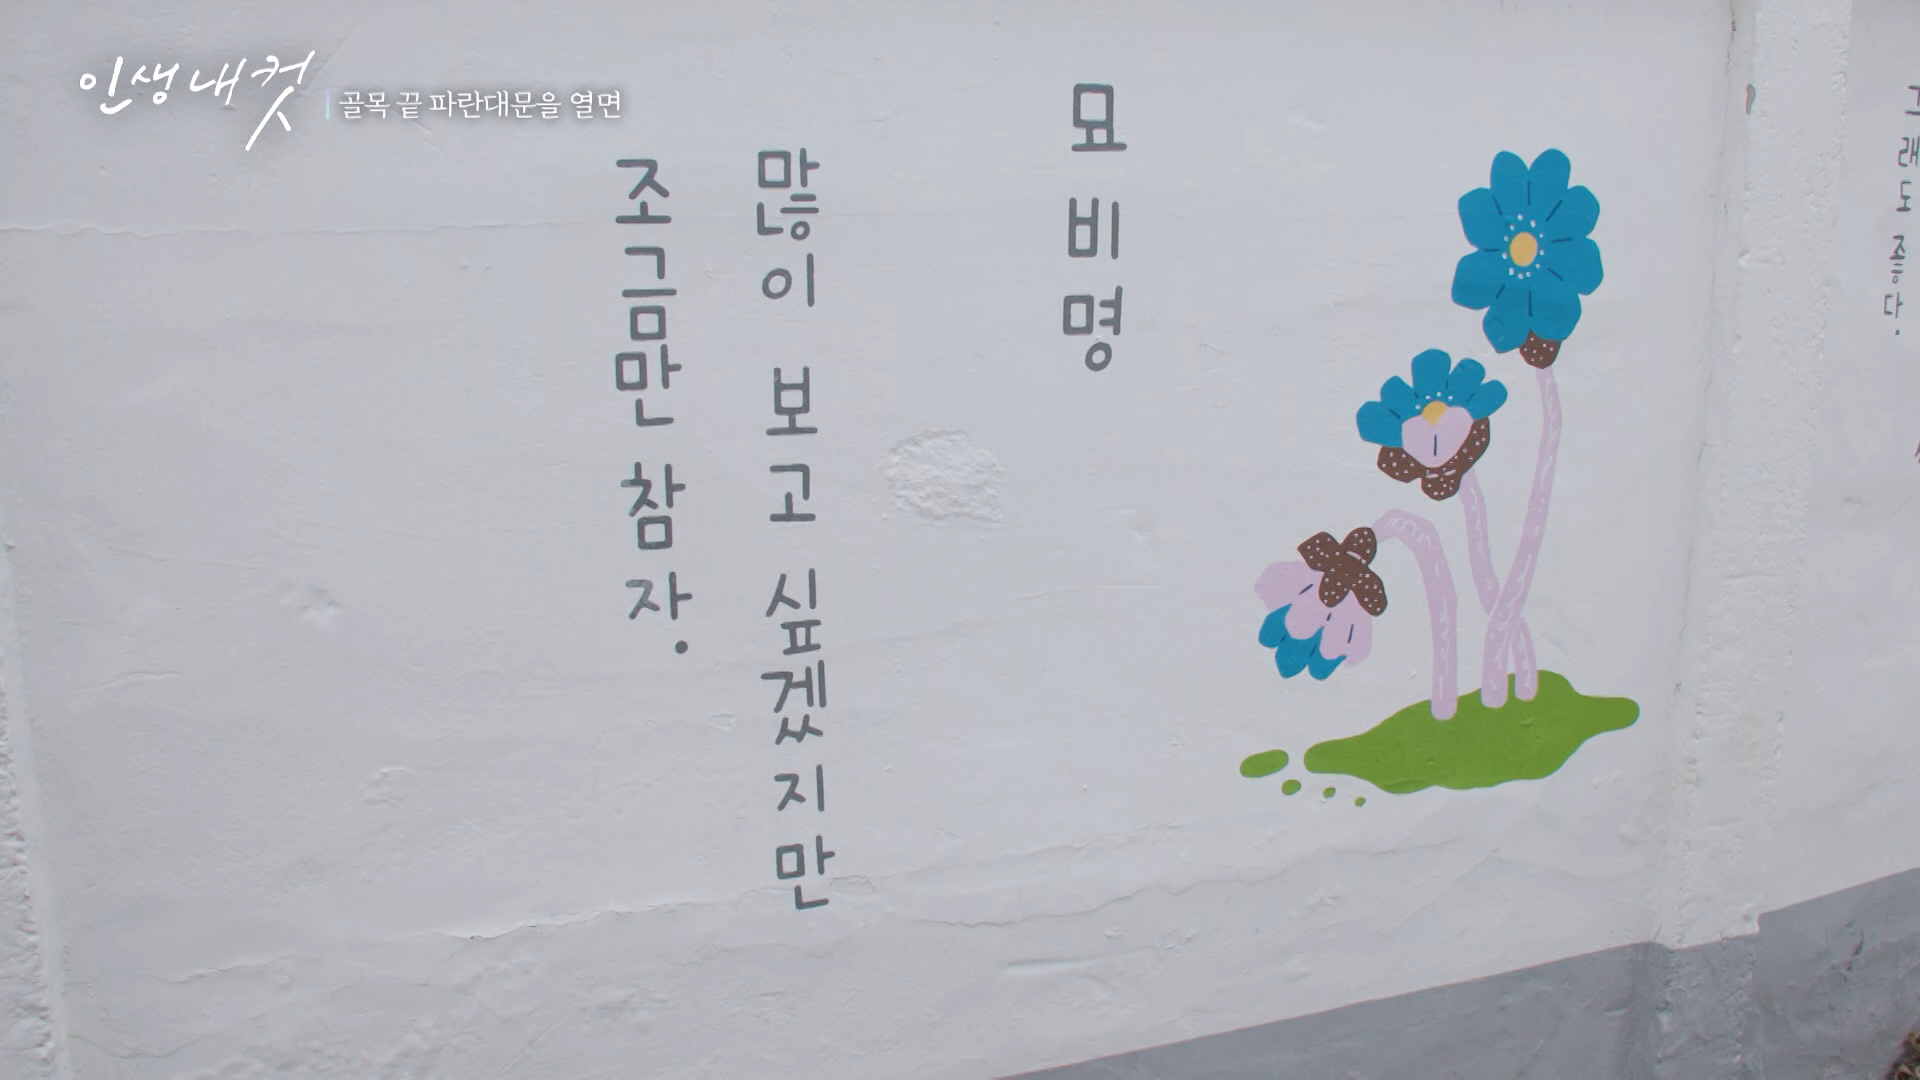 인생 내컷
골목 끝 파란대문을 열면
묘비명
많이 보고 싶겠지만
조금만 참자.
그래도 좋다.